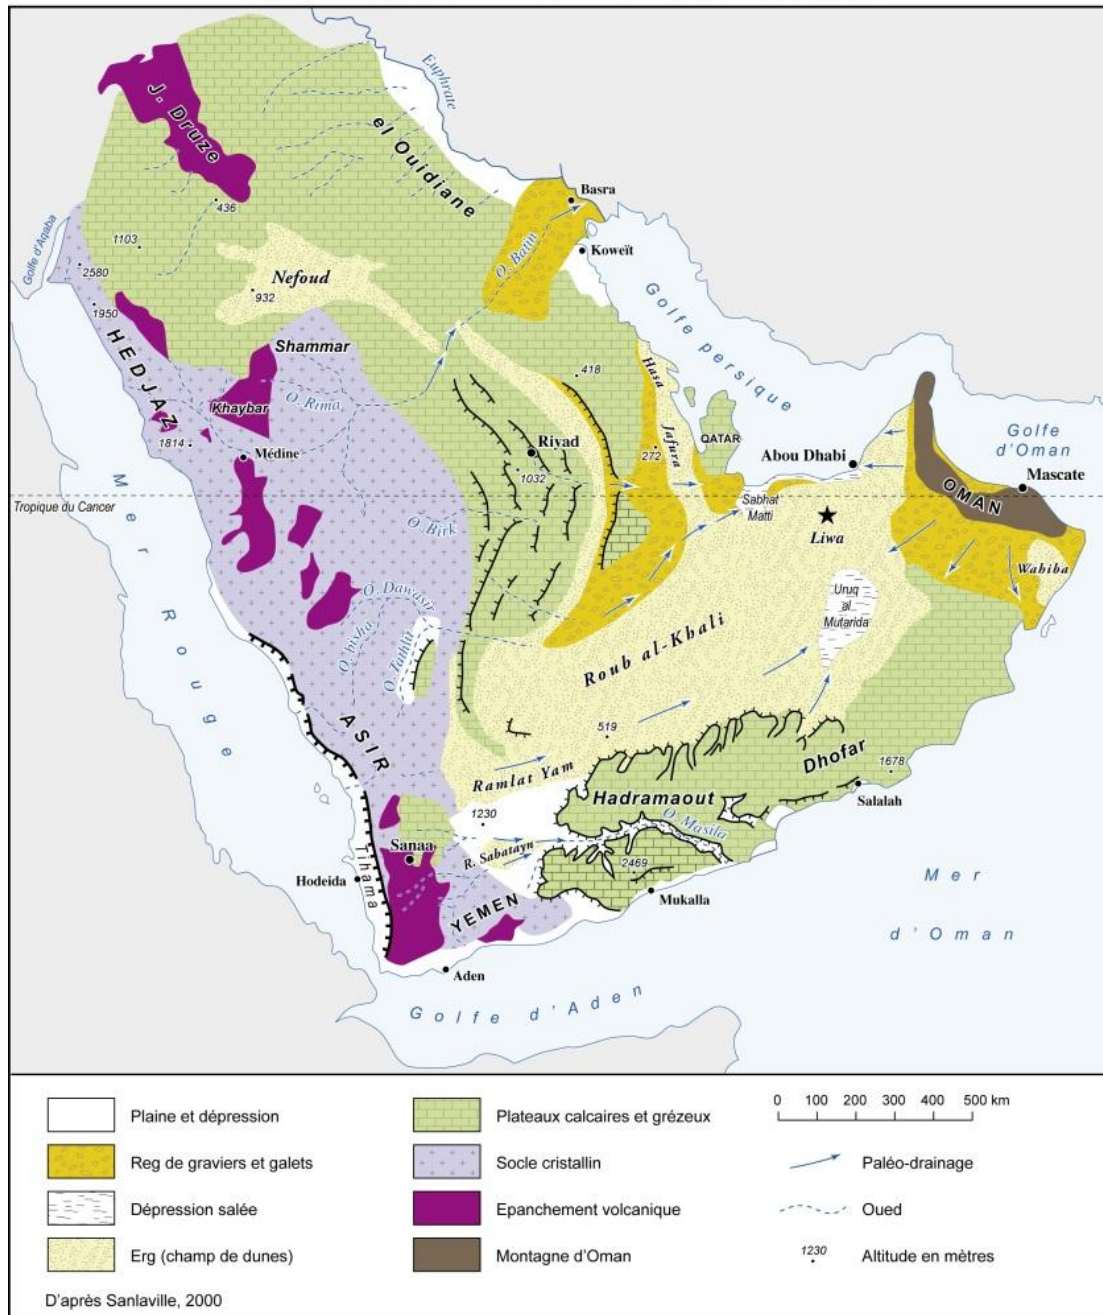 Euphrate
J. Druze
el Ouidiane
Basra
436
Golfe d'Aqaba
1103
Koweït
O. Batin
2580
Nefoud
932
1950
Golfe persique
HEDJAZ
Shammar
418
Hasa
Khaybar
O. Rima
Jafura
QATAR
Golfe
d'Oman
1814
Médine
Riyad
272
Abou Dhabi
Mascate
1032
OMAN
Mer Rouge
Tropique du Cancer
Sabhat
Matti
O. Birk
Liwa
Wahiba
O. Dawasir
Uruq
al
Mutarida
O. bisha
O. Tathlit
Roub al-Khali
ASIR
519
Dhofar
1678
Ramlat Yam
Salalah
Hadramaout
1230
O. Masila
Sanaa
R. Sabatayn
2469
Tihama
Hodeida
Mukalla
Mer
d'Oman
YEMEN
Aden
Golfe d'Aden
Plaine et dépression
Reg de graviers et galets
Dépression salée
Erg (champ de dunes)
Plateaux calcaires et grézeux
Socle cristallin
Epanchement volcanique
Montagne d'Oman
0 100 200 300 400 500 km
Paléo-drainage
Oued
1230
Altitude en mètres
D'après Sanlaville, 2000